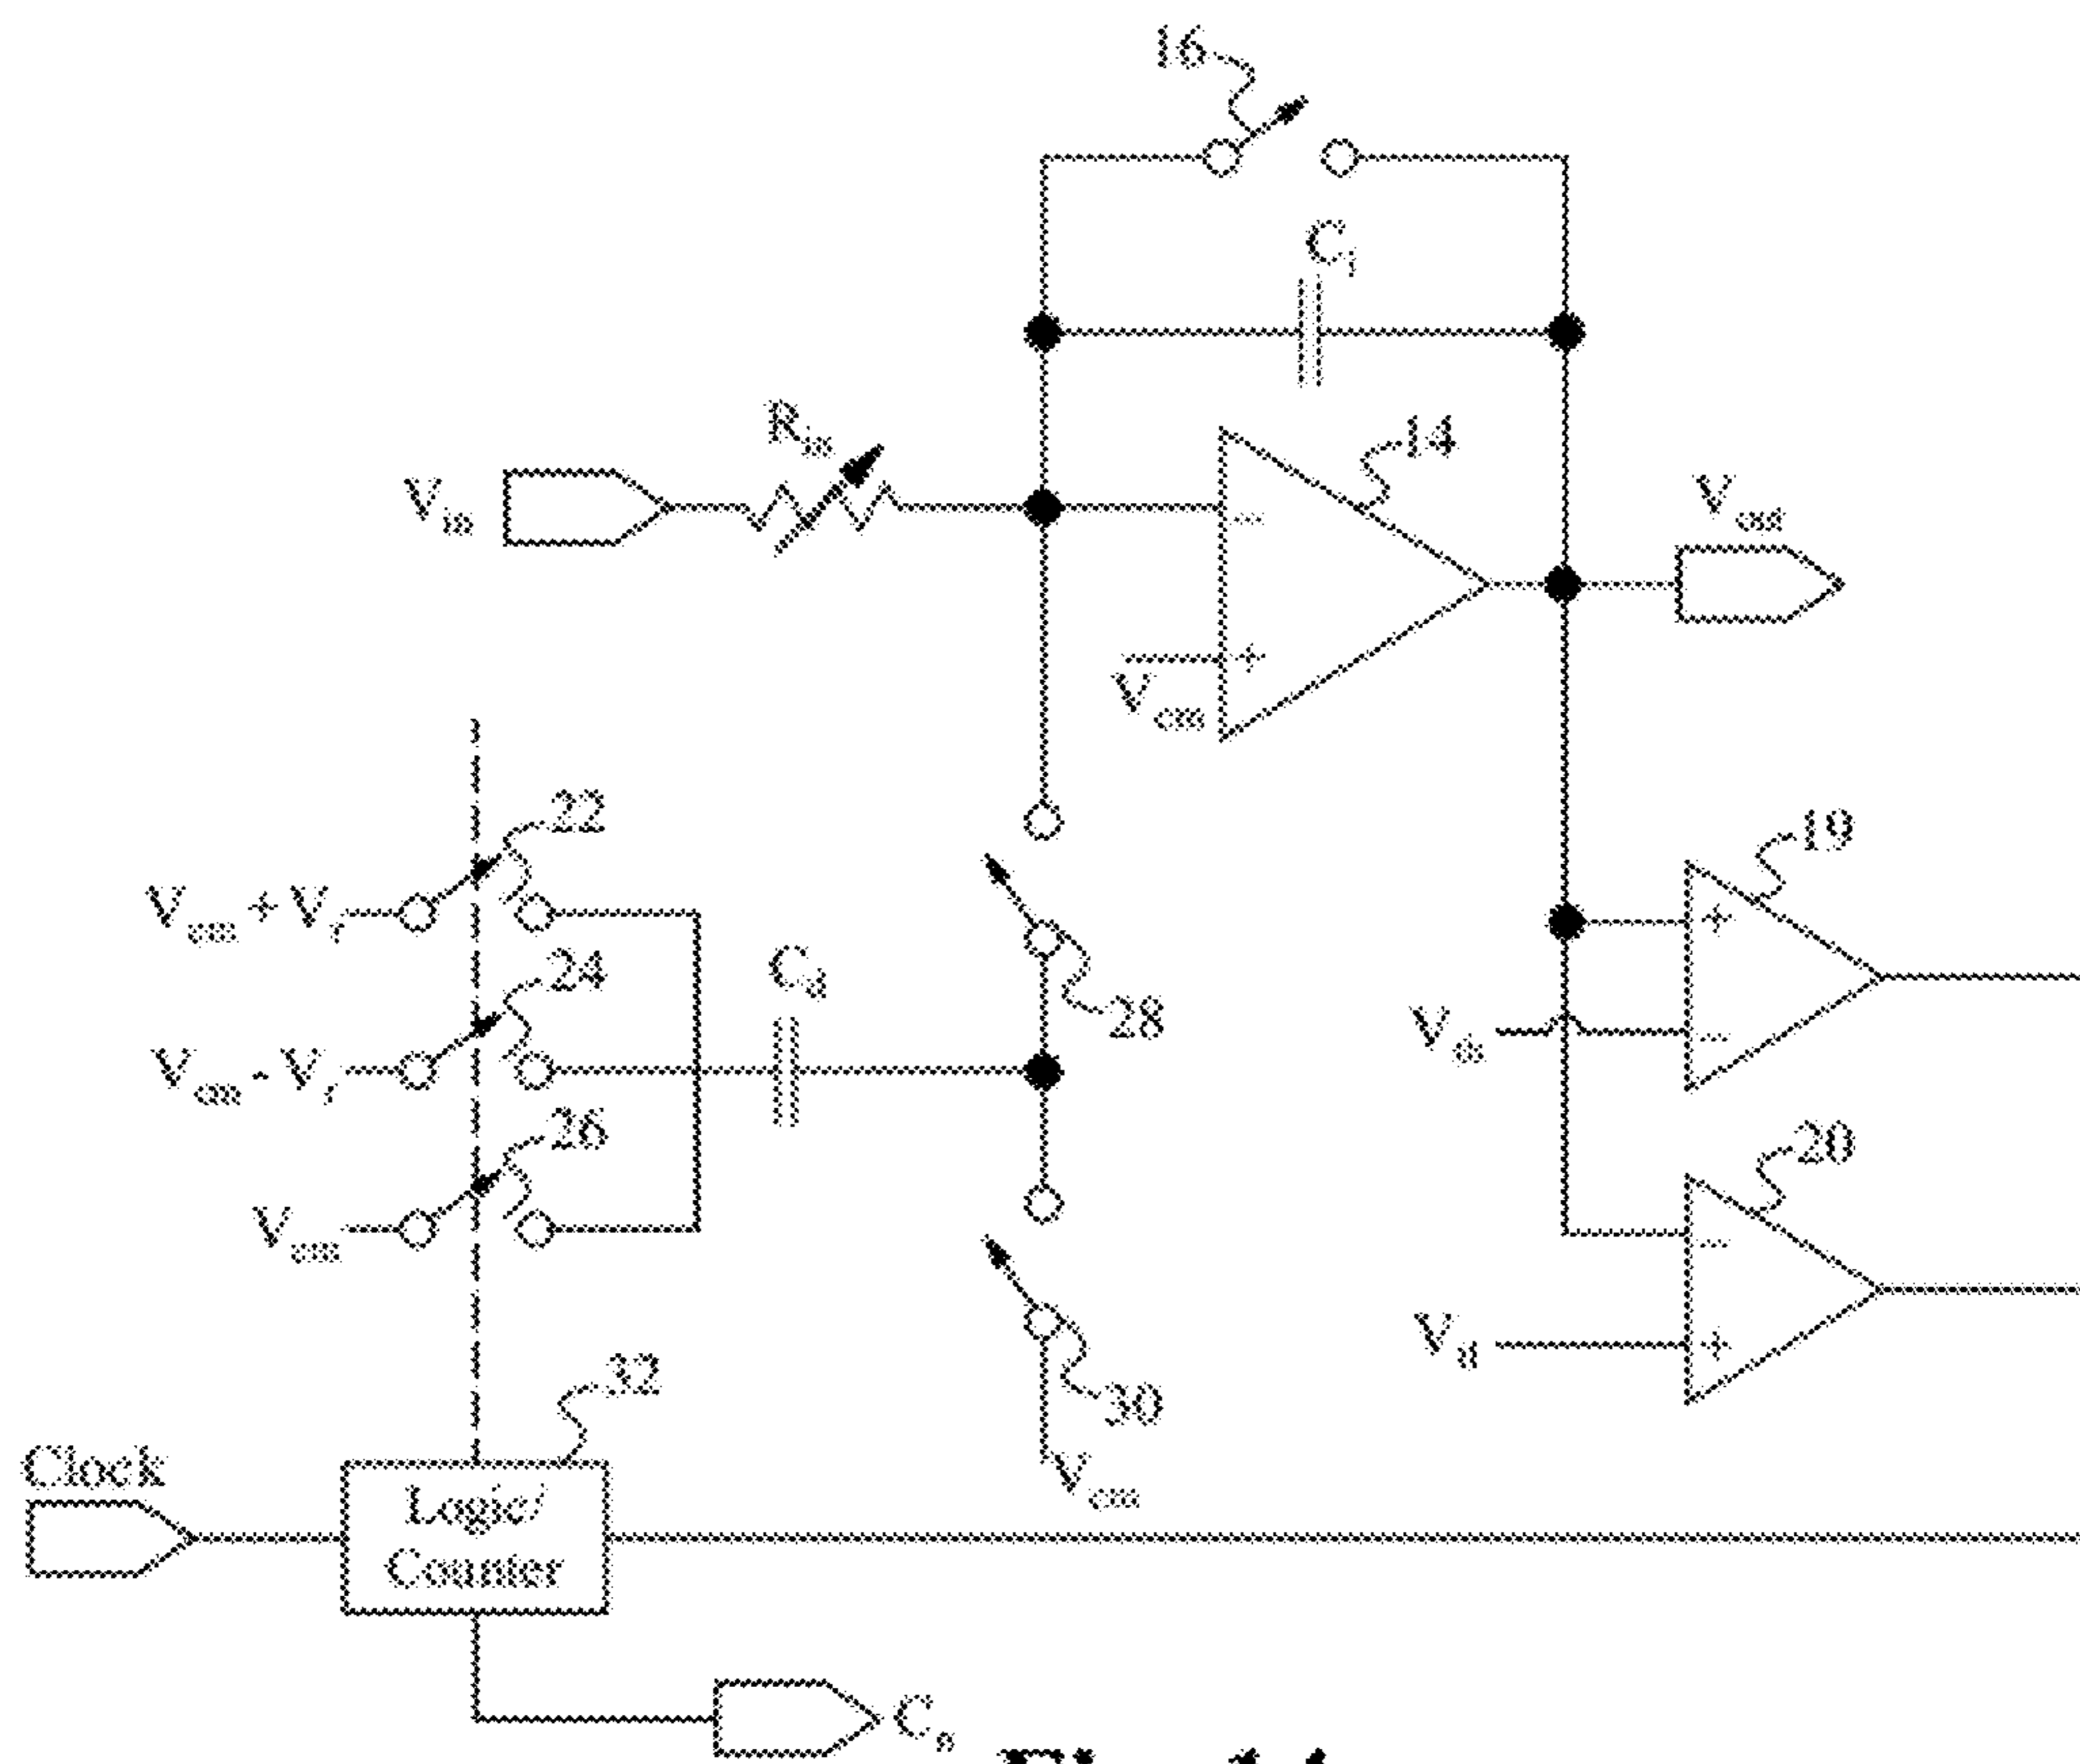 16
C_i
R_in
14
V_in
V_out
-
+
V_cm
22
19
V_cm + V_r
+
24
C_d
28
V_th
-
V_cm - V_r
26
20
V_cm
-
V_tl
+
32
30
Clock
V_cm
Logic/
Counter
C_n